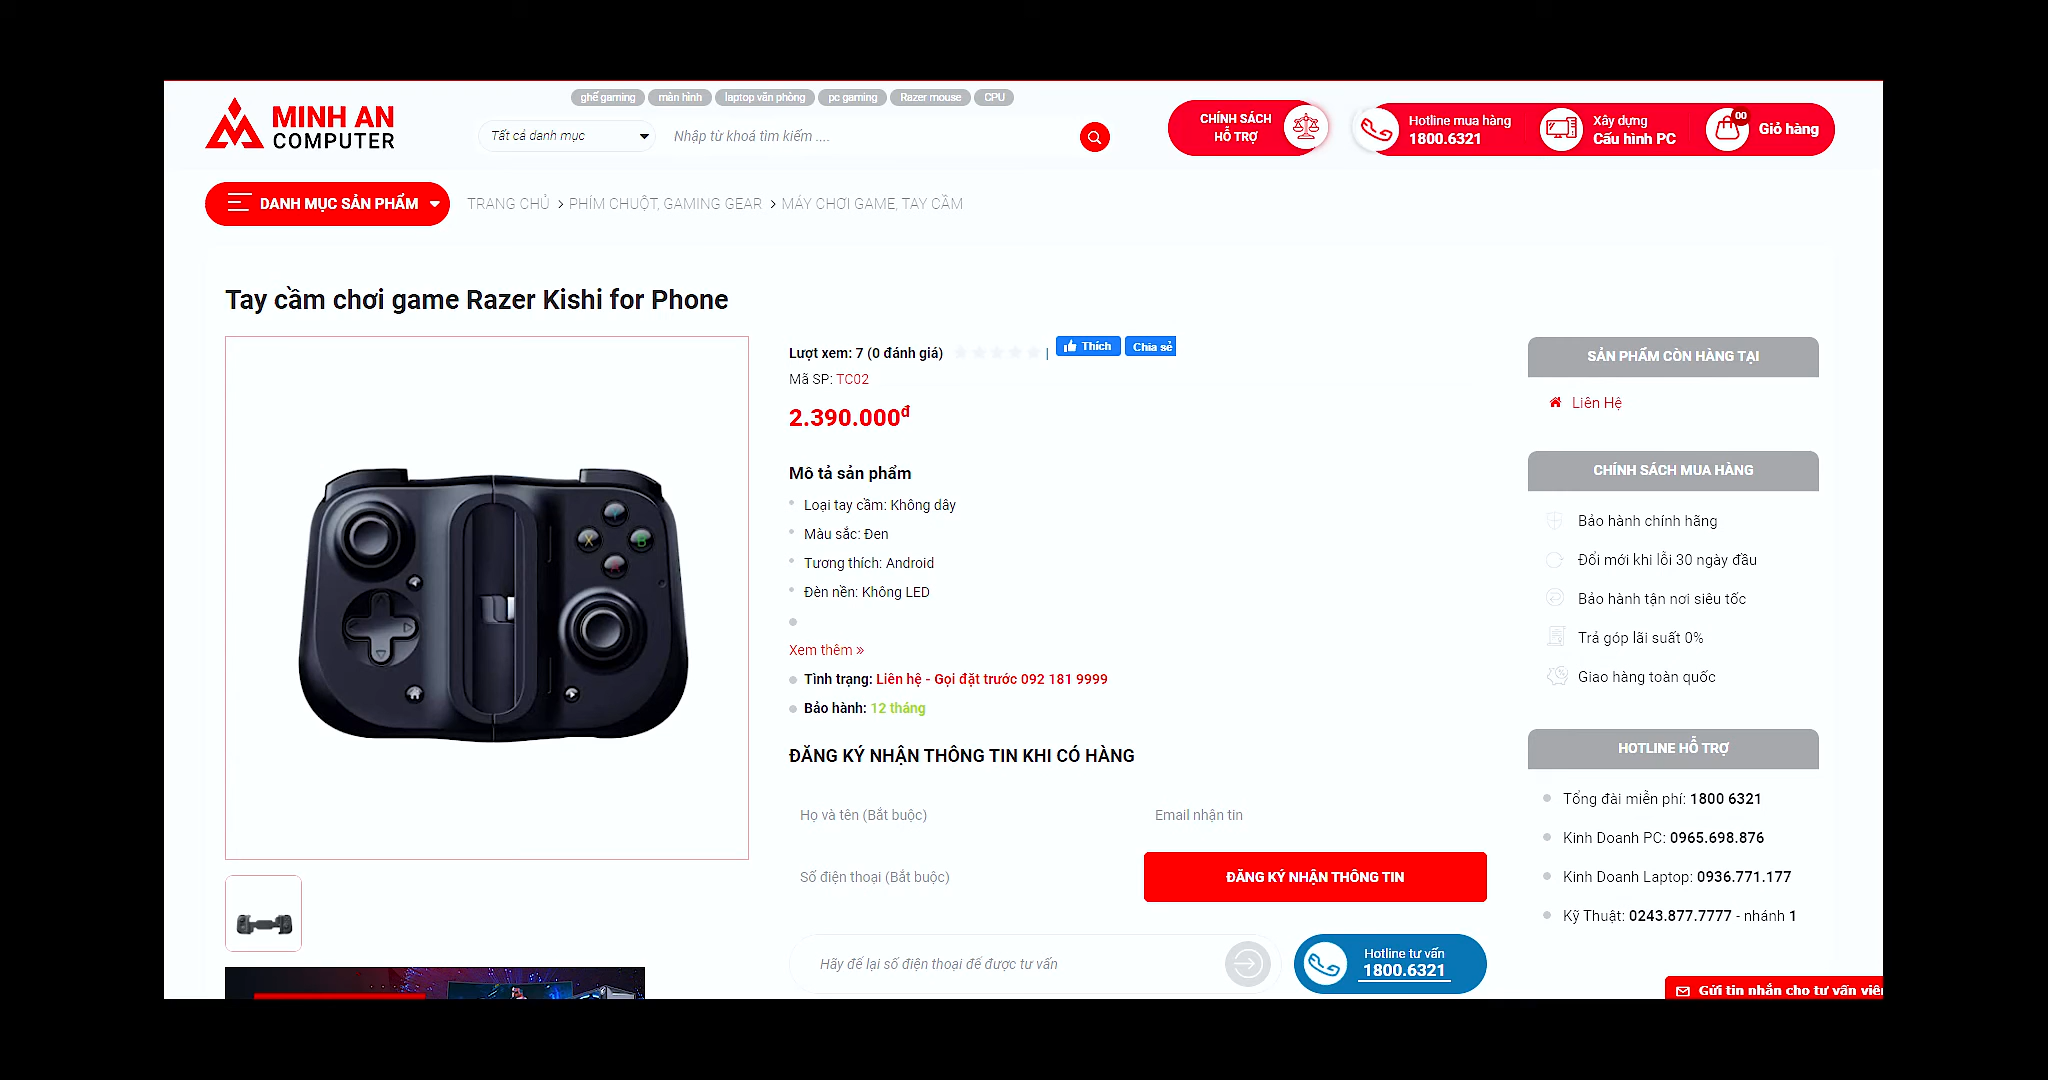 ghế gaming màn hình laptop văn phòng pc gaming Razer mouse CPU
MINH AN
COMPUTER
Tất cả danh mục
Nhập từ khoá tìm kiếm ....
CHÍNH SÁCH
HỖ TRỢ
Hotline mua hàng
1800.6321
Xây dựng
Cấu hình PC
00
Giỏ hàng
DANH MỤC SẢN PHẨM
TRANG CHỦ > PHÍM CHUỘT, GAMING GEAR > MÁY CHƠI GAME, TAY CẦM
Tay cầm chơi game Razer Kishi for Phone
Y
X
B
A
Lượt xem: 7 (0 đánh giá) | Thích Chia sẻ
Mã SP: TC02
2.390.000đ
Mô tả sản phẩm
Loại tay cầm: Không dây
Màu sắc: Đen
Tương thích: Android
Đèn nền: Không LED
Xem thêm »
Tình trạng: Liên hệ - Gọi đặt trước 092 181 9999
Bảo hành: 12 tháng
ĐĂNG KÝ NHẬN THÔNG TIN KHI CÓ HÀNG
Họ và tên (Bắt buộc)
Email nhận tin
Số điện thoại (Bắt buộc)
ĐĂNG KÝ NHẬN THÔNG TIN
Hãy để lại số điện thoại để được tư vấn
Hotline tư vấn
1800.6321
SẢN PHẨM CÒN HÀNG TẠI
Liên Hệ
CHÍNH SÁCH MUA HÀNG
Bảo hành chính hãng
Đổi mới khi lỗi 30 ngày đầu
Bảo hành tận nơi siêu tốc
Trả góp lãi suất 0%
Giao hàng toàn quốc
HOTLINE HỖ TRỢ
Tổng đài miễn phí: 1800 6321
Kinh Doanh PC: 0965.698.876
Kinh Doanh Laptop: 0936.771.177
Kỹ Thuật: 0243.877.7777 - nhánh 1
Gửi tin nhắn cho tư vấn viê